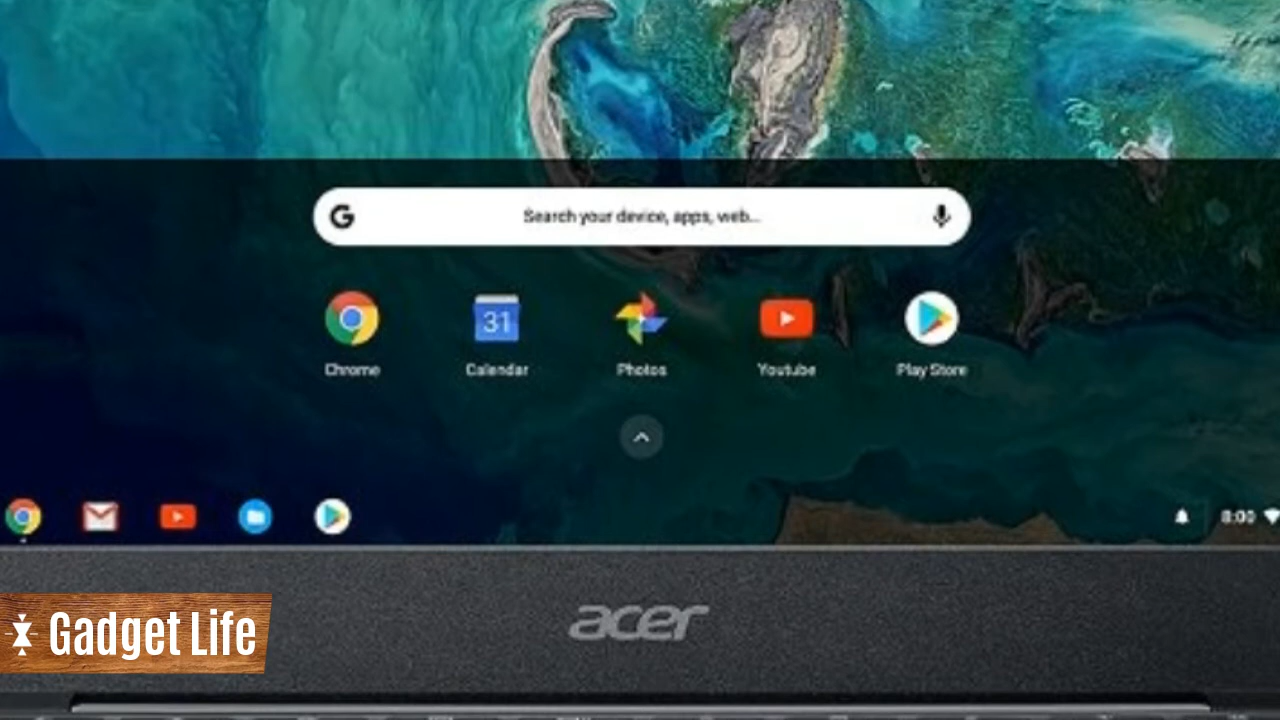 G
Search your device, apps, web...
31
Chrome
Calendar
Photos
Youtube
Play Store
8:00
acer
Gadget Life